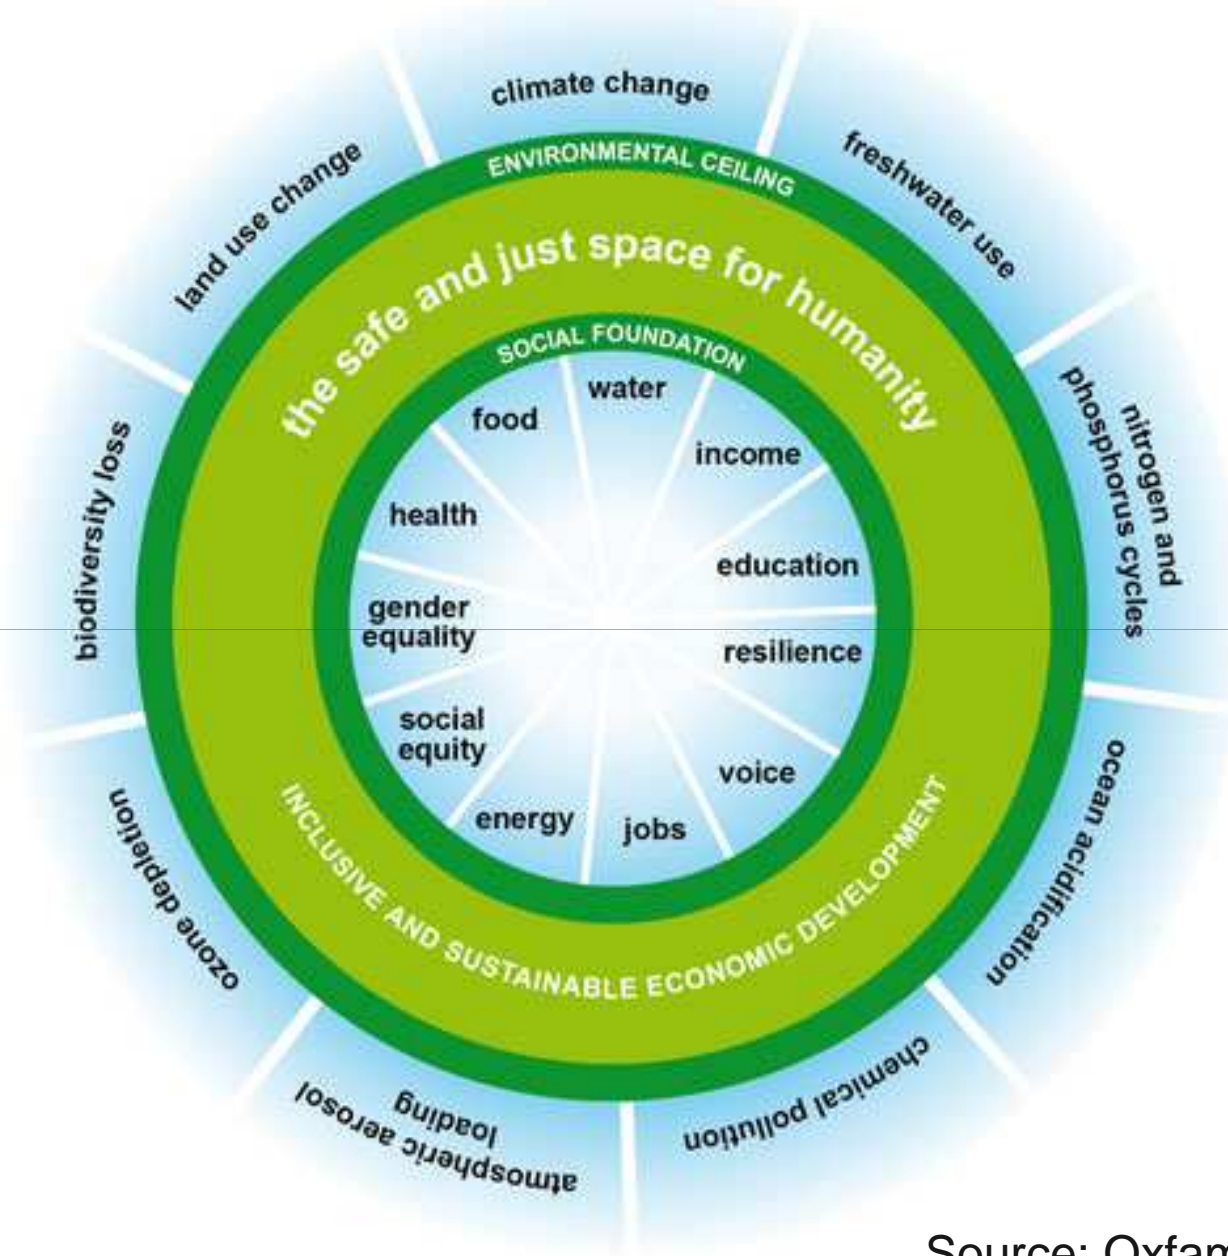 climate change
freshwater use
nitrogen and
phosphorus cycles
ocean acidification
chemical pollution
atmospheric aerosol
loading
ozone depletion
biodiversity loss
land use change
ENVIRONMENTAL CEILING
the safe and just space for humanity
SOCIAL FOUNDATION
water
income
education
resilience
voice
jobs
energy
social
equity
gender
equality
health
food
INCLUSIVE AND SUSTAINABLE ECONOMIC DEVELOPMENT
Source: Oxfam